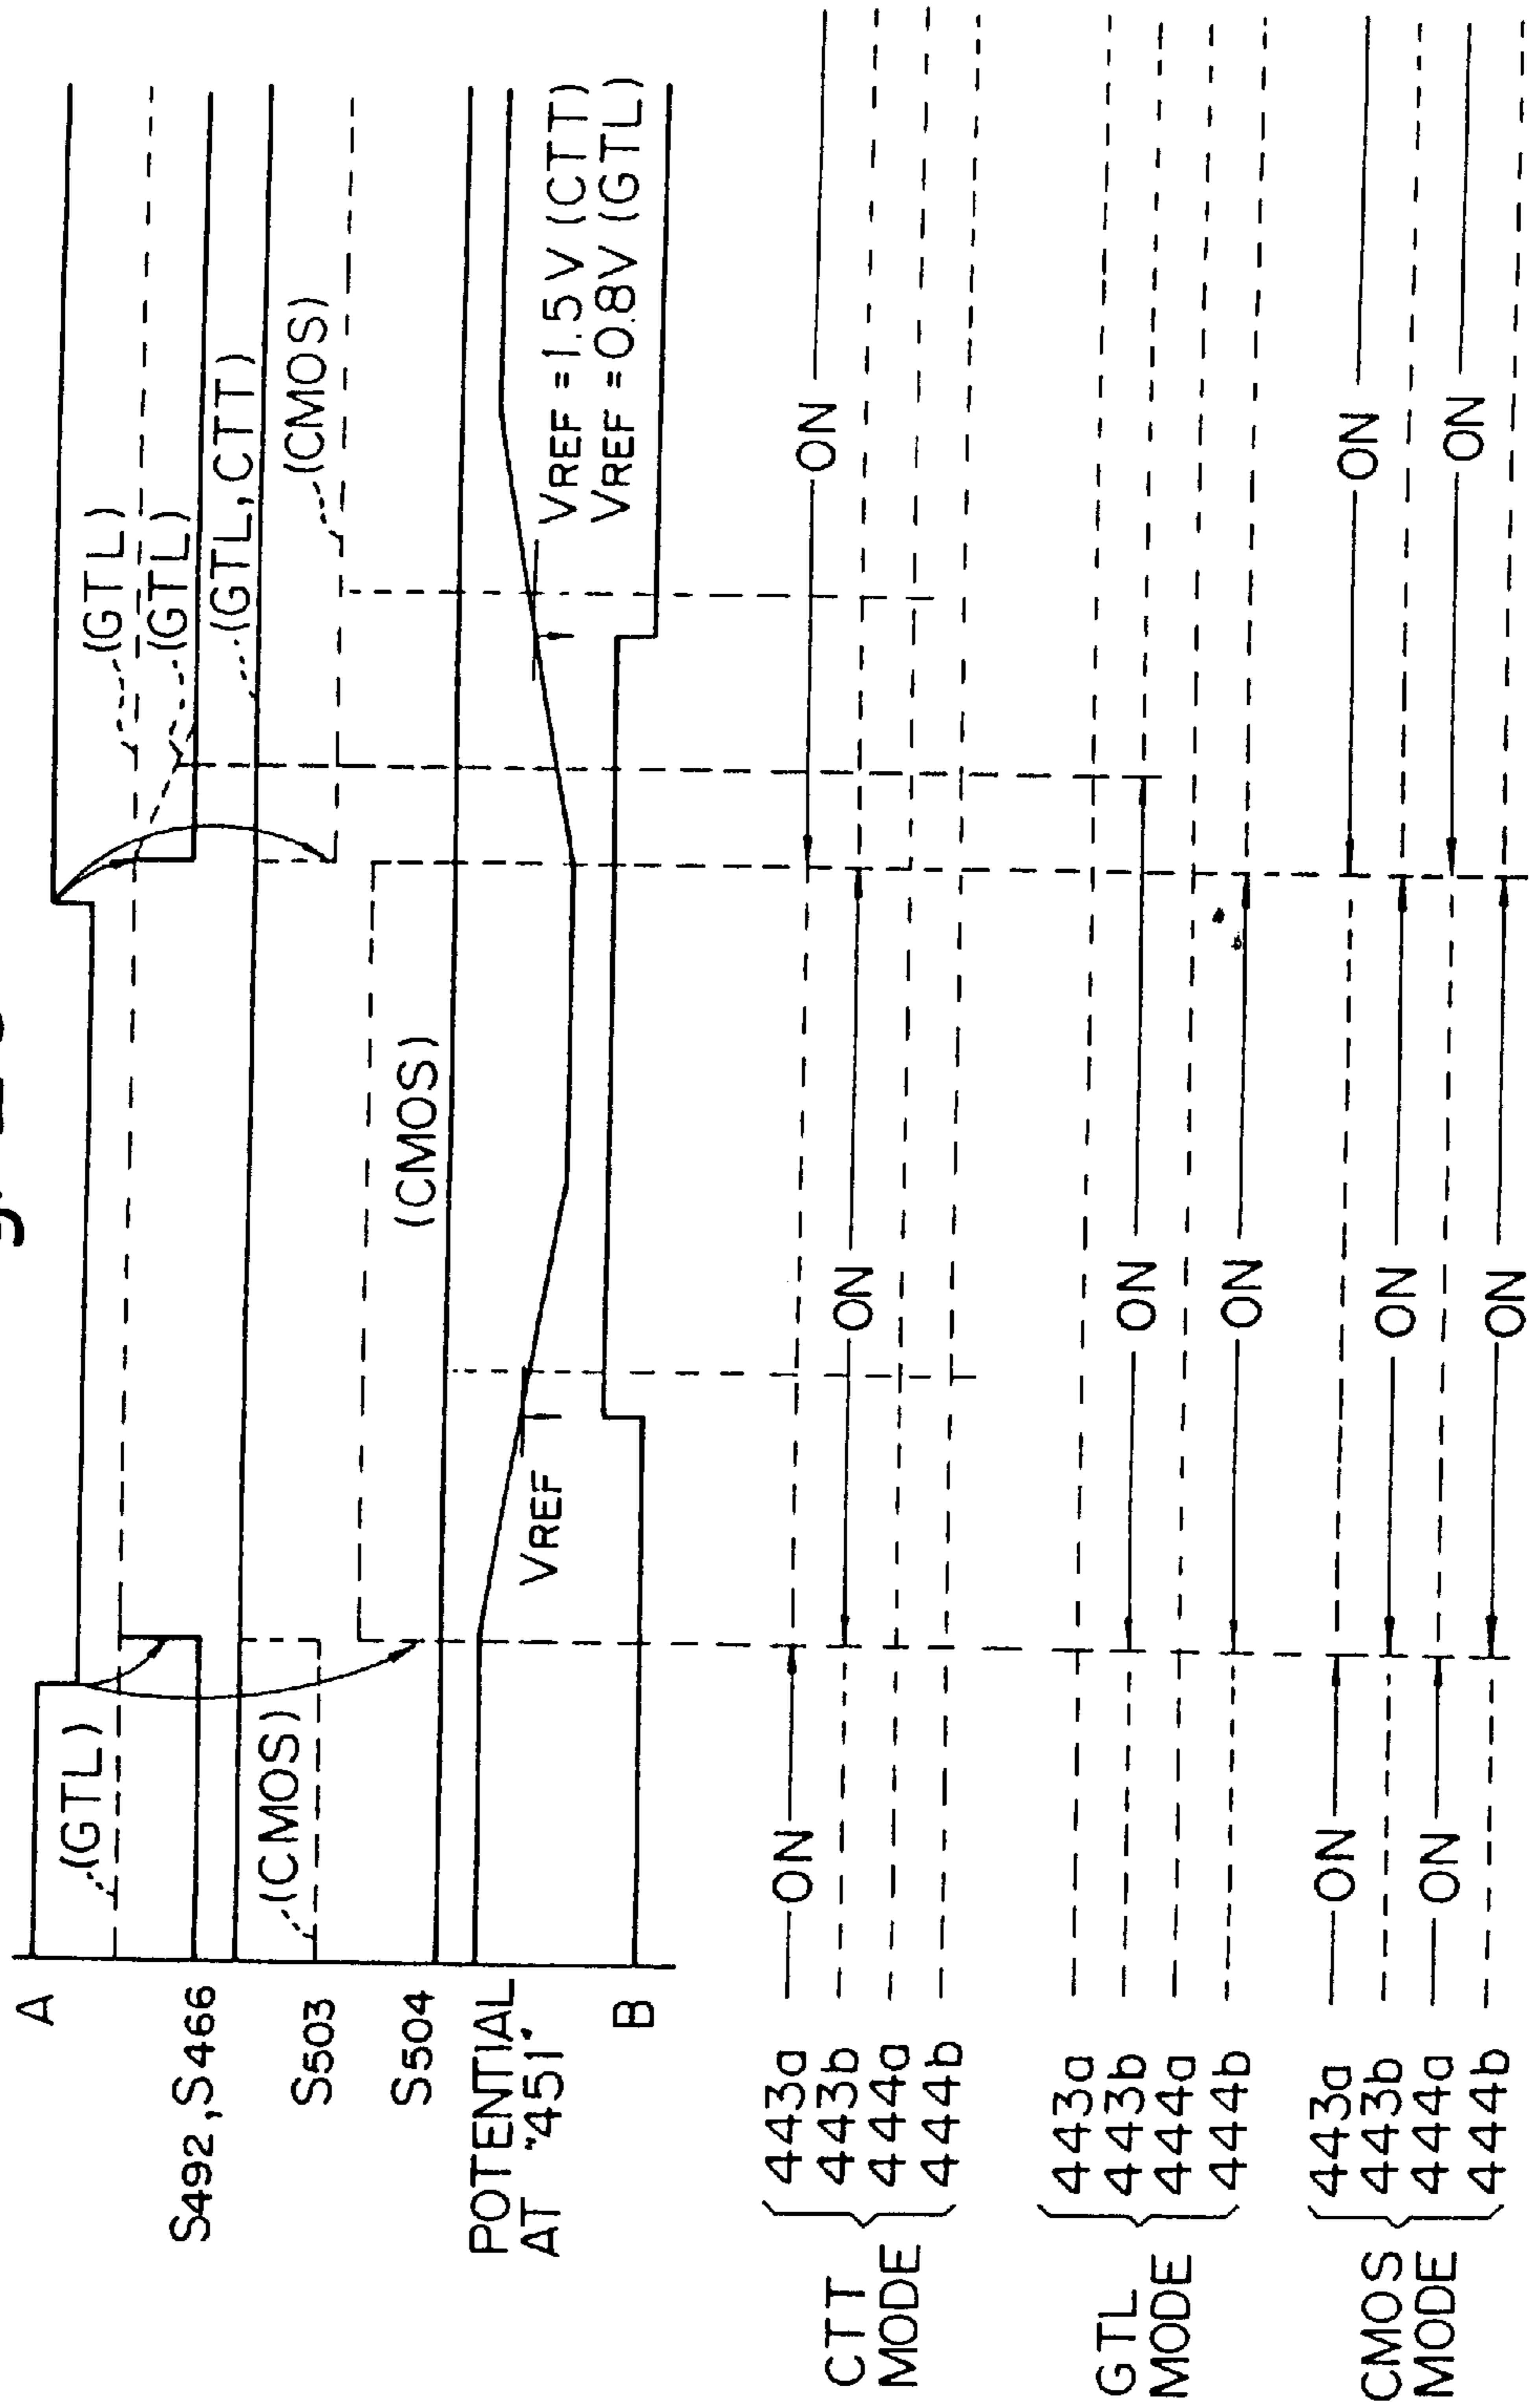 A
(GTL)
(GTL)
(GTL)
S492, S466
(GTL, CTT)
S503
(CMOS)
(CMOS)
S504
(CMOS)
POTENTIAL
AT "451"
VREF
VREF = 1.5V (CTT)
VREF = 0.8V (GTL)
B
CTT
MODE
443a ON ON
443b ON
444a
444b
GTL
MODE
443a
443b ON
444a
444b ON
CMOS
MODE
443a ON ON
443b ON
444a ON ON
444b ON